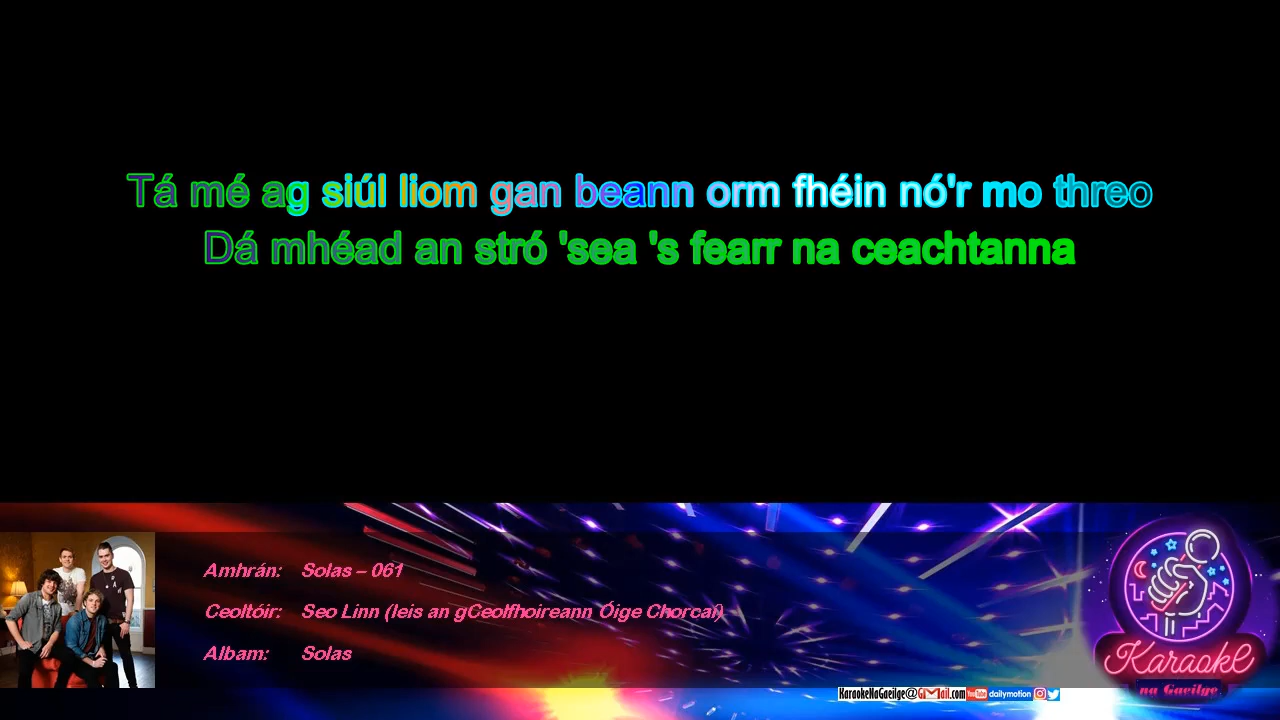 Tá mé ag siúl liom gan beann orm fhéin nó'r mo threo
Dá mhéad an stró 'sea 's fearr na ceachtanna
Amhrán: Solas – 061
Ceoltóir: Seo Linn (leis an gCeolfhoireann Óige Chorcaí)
Albam: Solas
Karaoke
na Gaeilge
KaraokeNaGaeilge@GMail.com YouTube dailymotion